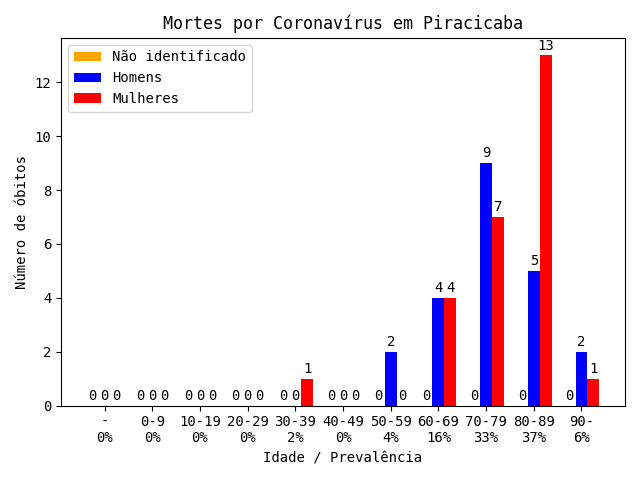 Mortes por Coronavírus em Piracicaba
Não identificado
Homens
Mulheres
Número de óbitos
12
10
8
6
4
2
0
0 0 0 0 0 0 0 0 0 0 0 0 0 0 1 0 0 0 0 2 0 0 4 4 0 9 7 0 5 13 0 2 1
- 0-9 10-19 20-29 30-39 40-49 50-59 60-69 70-79 80-89 90-
0% 0% 0% 0% 2% 0% 4% 16% 33% 37% 6%
Idade / Prevalência